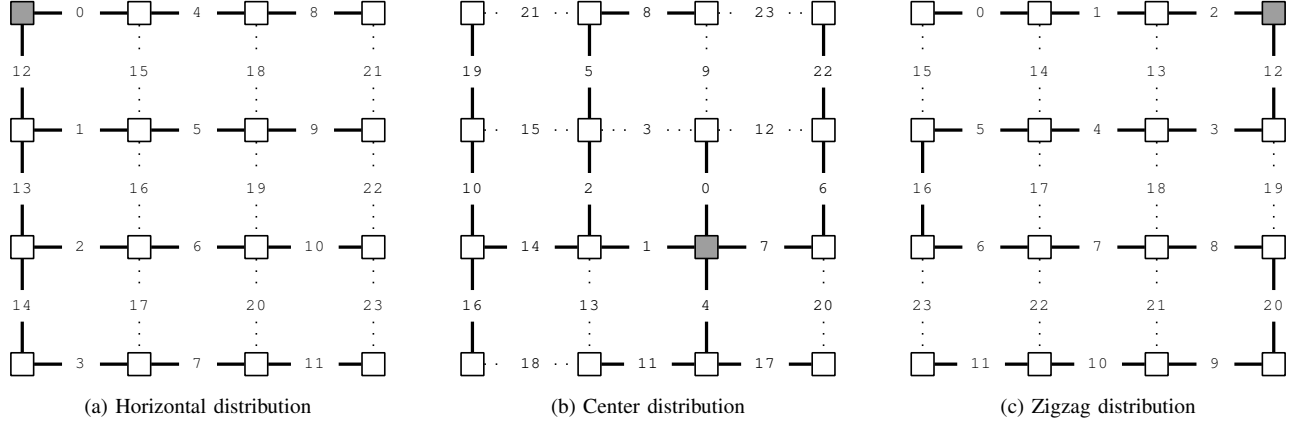 0 4 8 21 8 23 0 1 2
12 15 18 21 19 5 9 22 15 14 13 12
1 5 9 15 3 12 5 4 3
13 16 19 22 10 2 0 6 16 17 18 19
2 6 10 14 1 7 6 7 8
14 17 20 23 16 13 4 20 23 22 21 20
3 7 11 18 11 17 11 10 9
(a) Horizontal distribution (b) Center distribution (c) Zigzag distribution